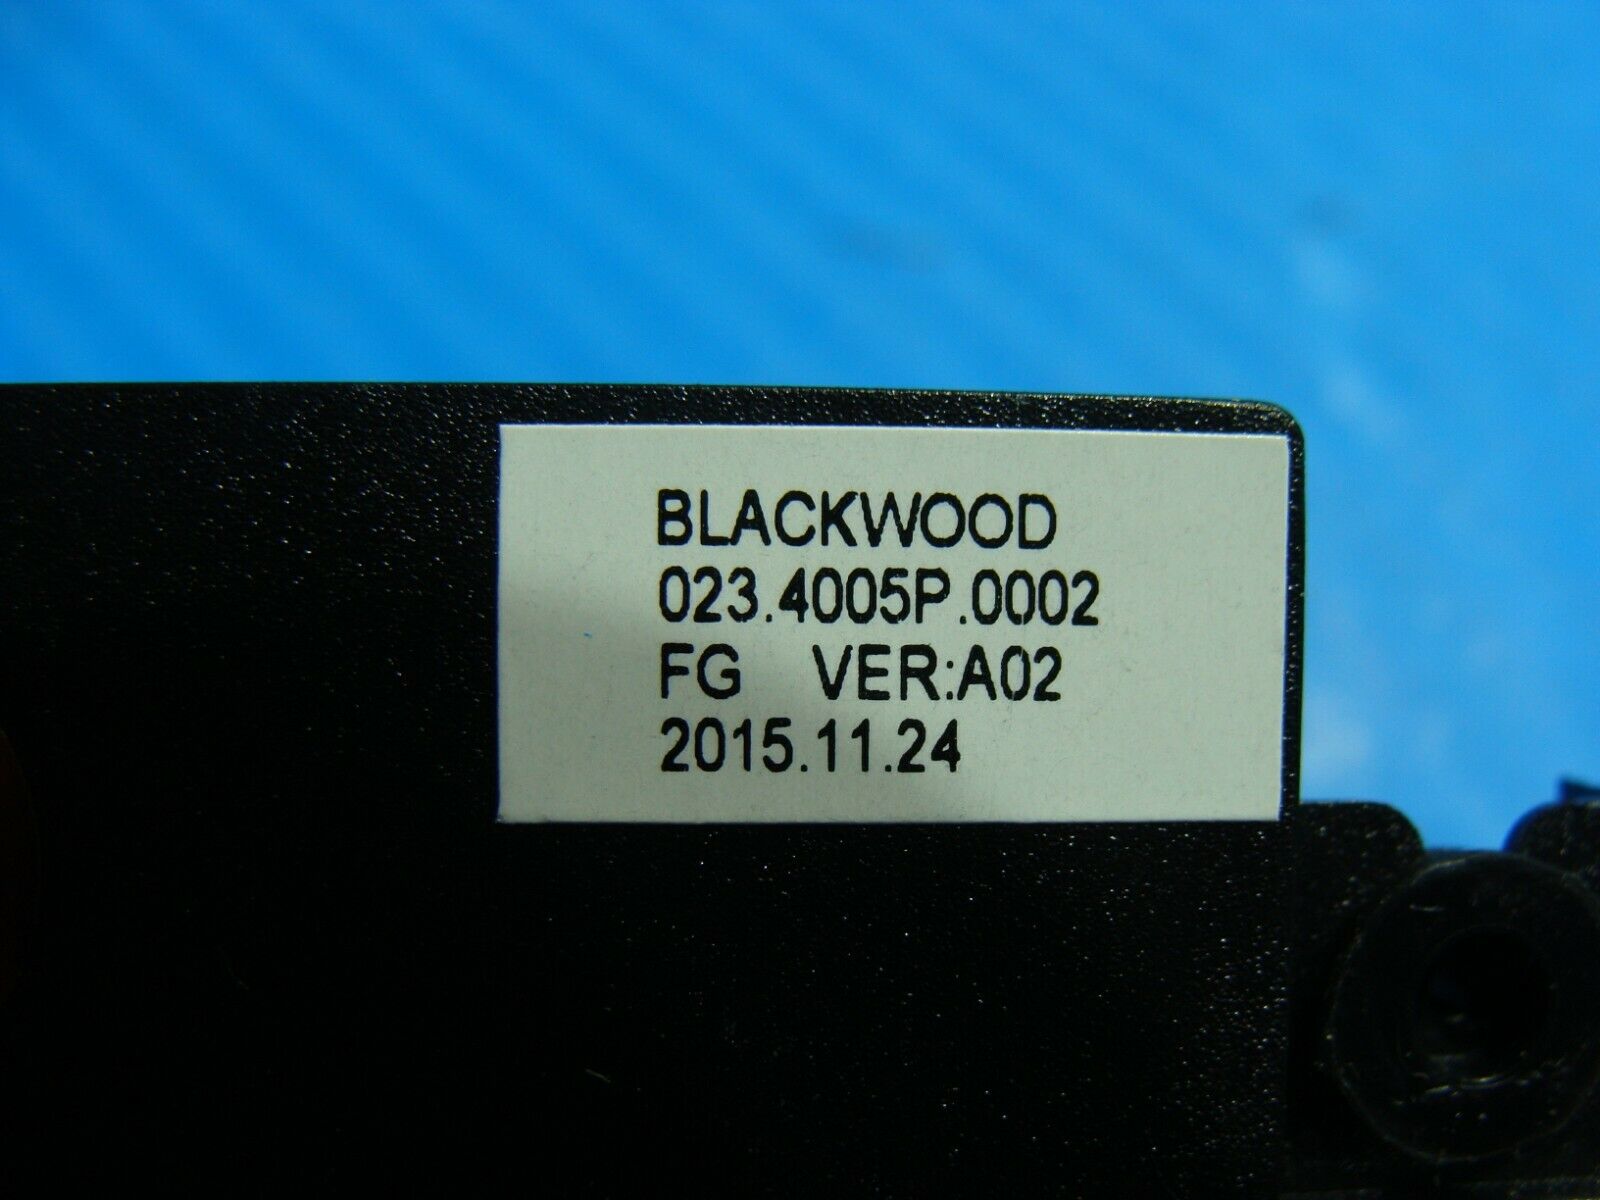 BLACKWOOD
023.4005P.0002
FG VER:A02
2015.11.24